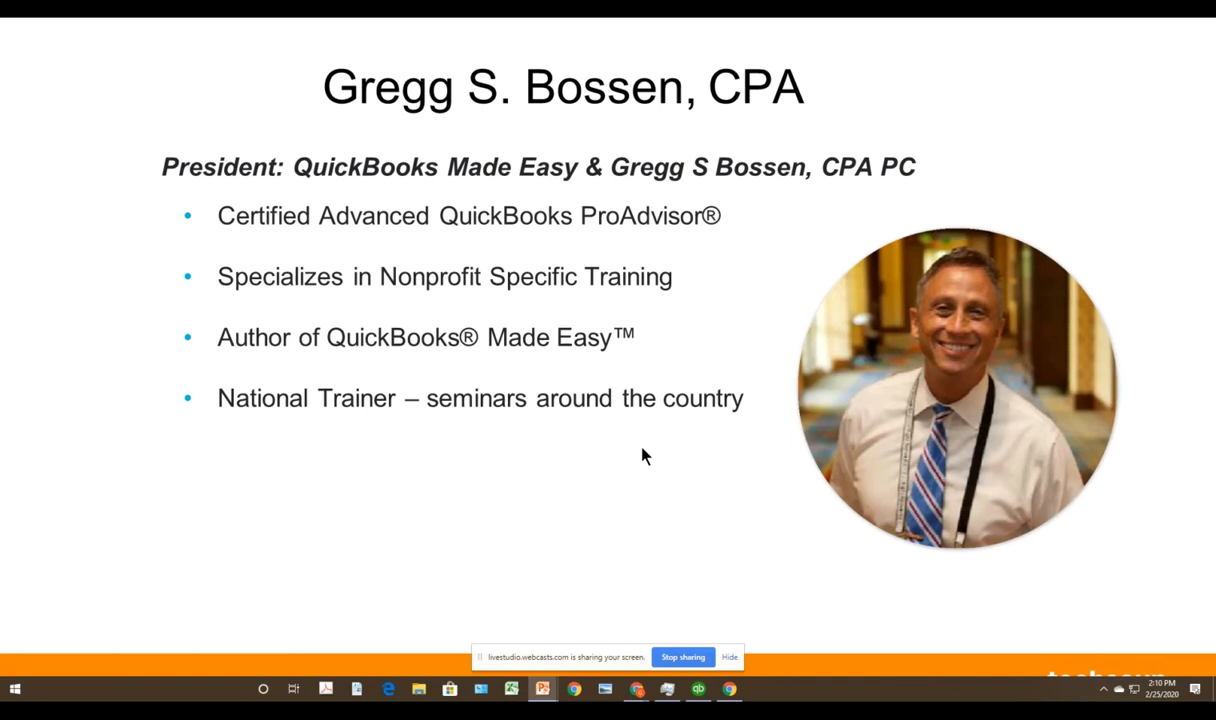 Gregg S. Bossen, CPA
President: QuickBooks Made Easy & Gregg S Bossen, CPA PC
• Certified Advanced QuickBooks ProAdvisor®
• Specializes in Nonprofit Specific Training
• Author of QuickBooks® Made Easy™
• National Trainer – seminars around the country
livestudio.webcasts.com is sharing your screen. Stop sharing Hide
2:10 PM
2/25/2020